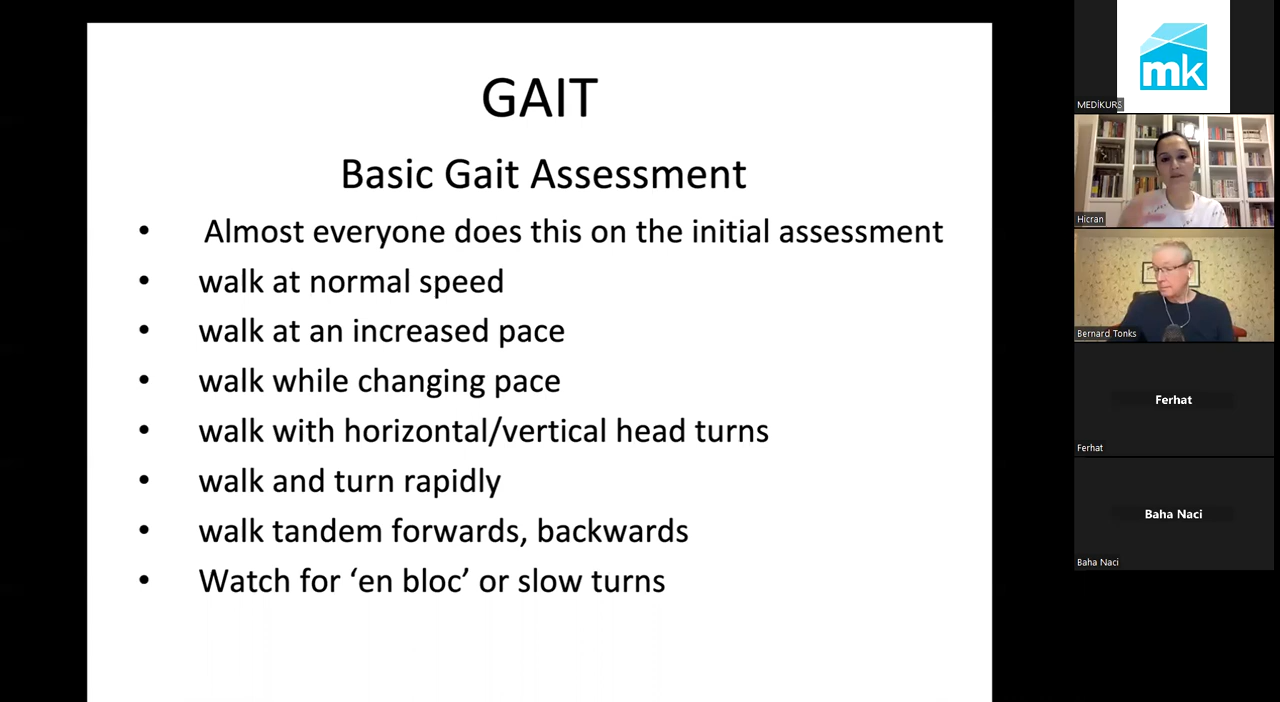 GAIT
Basic Gait Assessment
• Almost everyone does this on the initial assessment
• walk at normal speed
• walk at an increased pace
• walk while changing pace
• walk with horizontal/vertical head turns
• walk and turn rapidly
• walk tandem forwards, backwards
• Watch for ‘en bloc’ or slow turns
mk
MEDİKURS
Hicran
Bernard Tonks
Ferhat
Ferhat
Baha Naci
Baha Naci